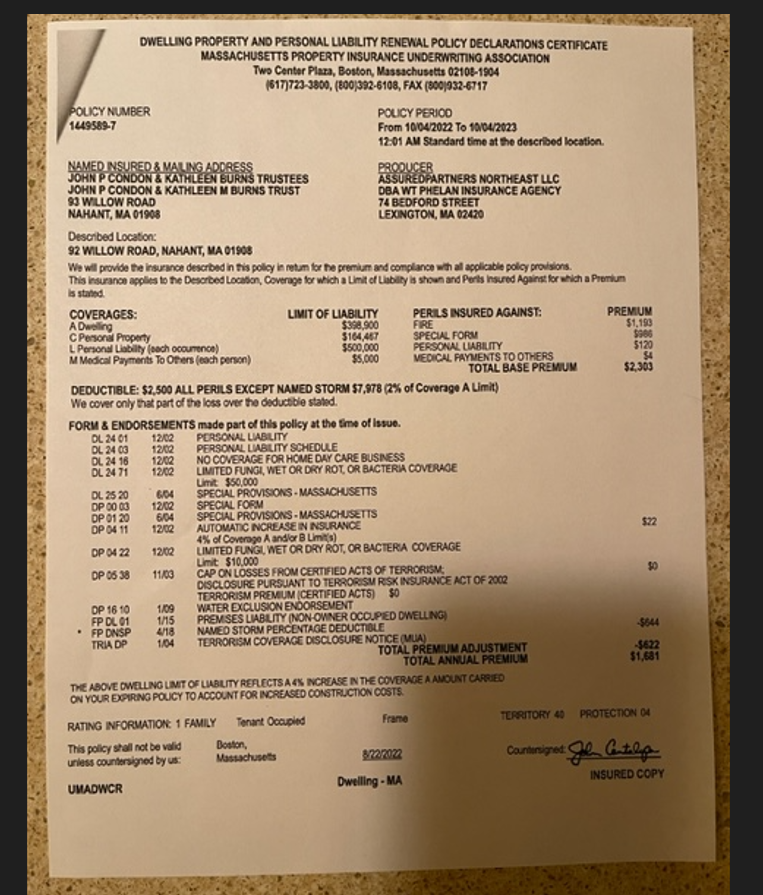 DWELLING PROPERTY AND PERSONAL LIABILITY RENEWAL POLICY DECLARATIONS CERTIFICATE
MASSACHUSETTS PROPERTY INSURANCE UNDERWRITING ASSOCIATION
Two Center Plaza, Boston, Massachusetts 02108-1904
(617)723-3800, (800)392-6108, FAX (800)932-6717
POLICY NUMBER
1449589-7
POLICY PERIOD
From 10/04/2022 To 10/04/2023
12:01 AM Standard time at the described location.
NAMED INSURED & MAILING ADDRESS
JOHN P CONDON & KATHLEEN BURNS TRUSTEES
JOHN P CONDON & KATHLEEN M BURNS TRUST
93 WILLOW ROAD
NAHANT, MA 01908
PRODUCER
ASSUREDPARTNERS NORTHEAST LLC
DBA WT PHELAN INSURANCE AGENCY
74 BEDFORD STREET
LEXINGTON, MA 02420
Described Location:
92 WILLOW ROAD, NAHANT, MA 01908
We will provide the insurance described in this policy in return for the premium and compliance with all applicable policy provisions.
This insurance applies to the Described Location, Coverage for which a Limit of Liability is shown and Perils Insured Against for which a Premium
is stated.
COVERAGES: LIMIT OF LIABILITY PERILS INSURED AGAINST: PREMIUM
A Dwelling $398,900 FIRE $1,193
C Personal Property $164,467 SPECIAL FORM $986
L Personal Liability (each occurrence) $500,000 PERSONAL LIABILITY $120
M Medical Payments To Others (each person) $5,000 MEDICAL PAYMENTS TO OTHERS $4
TOTAL BASE PREMIUM $2,303
DEDUCTIBLE: $2,500 ALL PERILS EXCEPT NAMED STORM $7,978 (2% of Coverage A Limit)
We cover only that part of the loss over the deductible stated.
FORM & ENDORSEMENTS made part of this policy at the time of issue.
DL 24 01 12/02 PERSONAL LIABILITY
DL 24 03 12/02 PERSONAL LIABILITY SCHEDULE
DL 24 16 12/02 NO COVERAGE FOR HOME DAY CARE BUSINESS
DL 24 71 12/02 LIMITED FUNGI, WET OR DRY ROT, OR BACTERIA COVERAGE
Limit: $50,000
DL 25 20 6/04 SPECIAL PROVISIONS - MASSACHUSETTS
DP 00 03 12/02 SPECIAL FORM
DP 01 20 6/04 SPECIAL PROVISIONS - MASSACHUSETTS
DP 04 11 12/02 AUTOMATIC INCREASE IN INSURANCE $22
4% of Coverage A and/or B Limit(s)
DP 04 22 12/02 LIMITED FUNGI, WET OR DRY ROT, OR BACTERIA COVERAGE
Limit: $10,000
DP 05 38 11/03 CAP ON LOSSES FROM CERTIFIED ACTS OF TERRORISM; $0
DISCLOSURE PURSUANT TO TERRORISM RISK INSURANCE ACT OF 2002
TERRORISM PREMIUM (CERTIFIED ACTS) $0
DP 16 10 1/09 WATER EXCLUSION ENDORSEMENT
FP DL 01 1/15 PREMISES LIABILITY (NON-OWNER OCCUPIED DWELLING)
* FP DNSP 4/18 NAMED STORM PERCENTAGE DEDUCTIBLE -$644
TRIA DP 1/04 TERRORISM COVERAGE DISCLOSURE NOTICE (MUA)
TOTAL PREMIUM ADJUSTMENT -$622
TOTAL ANNUAL PREMIUM $1,681
THE ABOVE DWELLING LIMIT OF LIABILITY REFLECTS A 4% INCREASE IN THE COVERAGE A AMOUNT CARRIED
ON YOUR EXPIRING POLICY TO ACCOUNT FOR INCREASED CONSTRUCTION COSTS.
RATING INFORMATION: 1 FAMILY Tenant Occupied Frame TERRITORY 40 PROTECTION 04
This policy shall not be valid
unless countersigned by us:
Boston,
Massachusetts
8/22/2022
Countersigned:
INSURED COPY
UMADWCR
Dwelling - MA